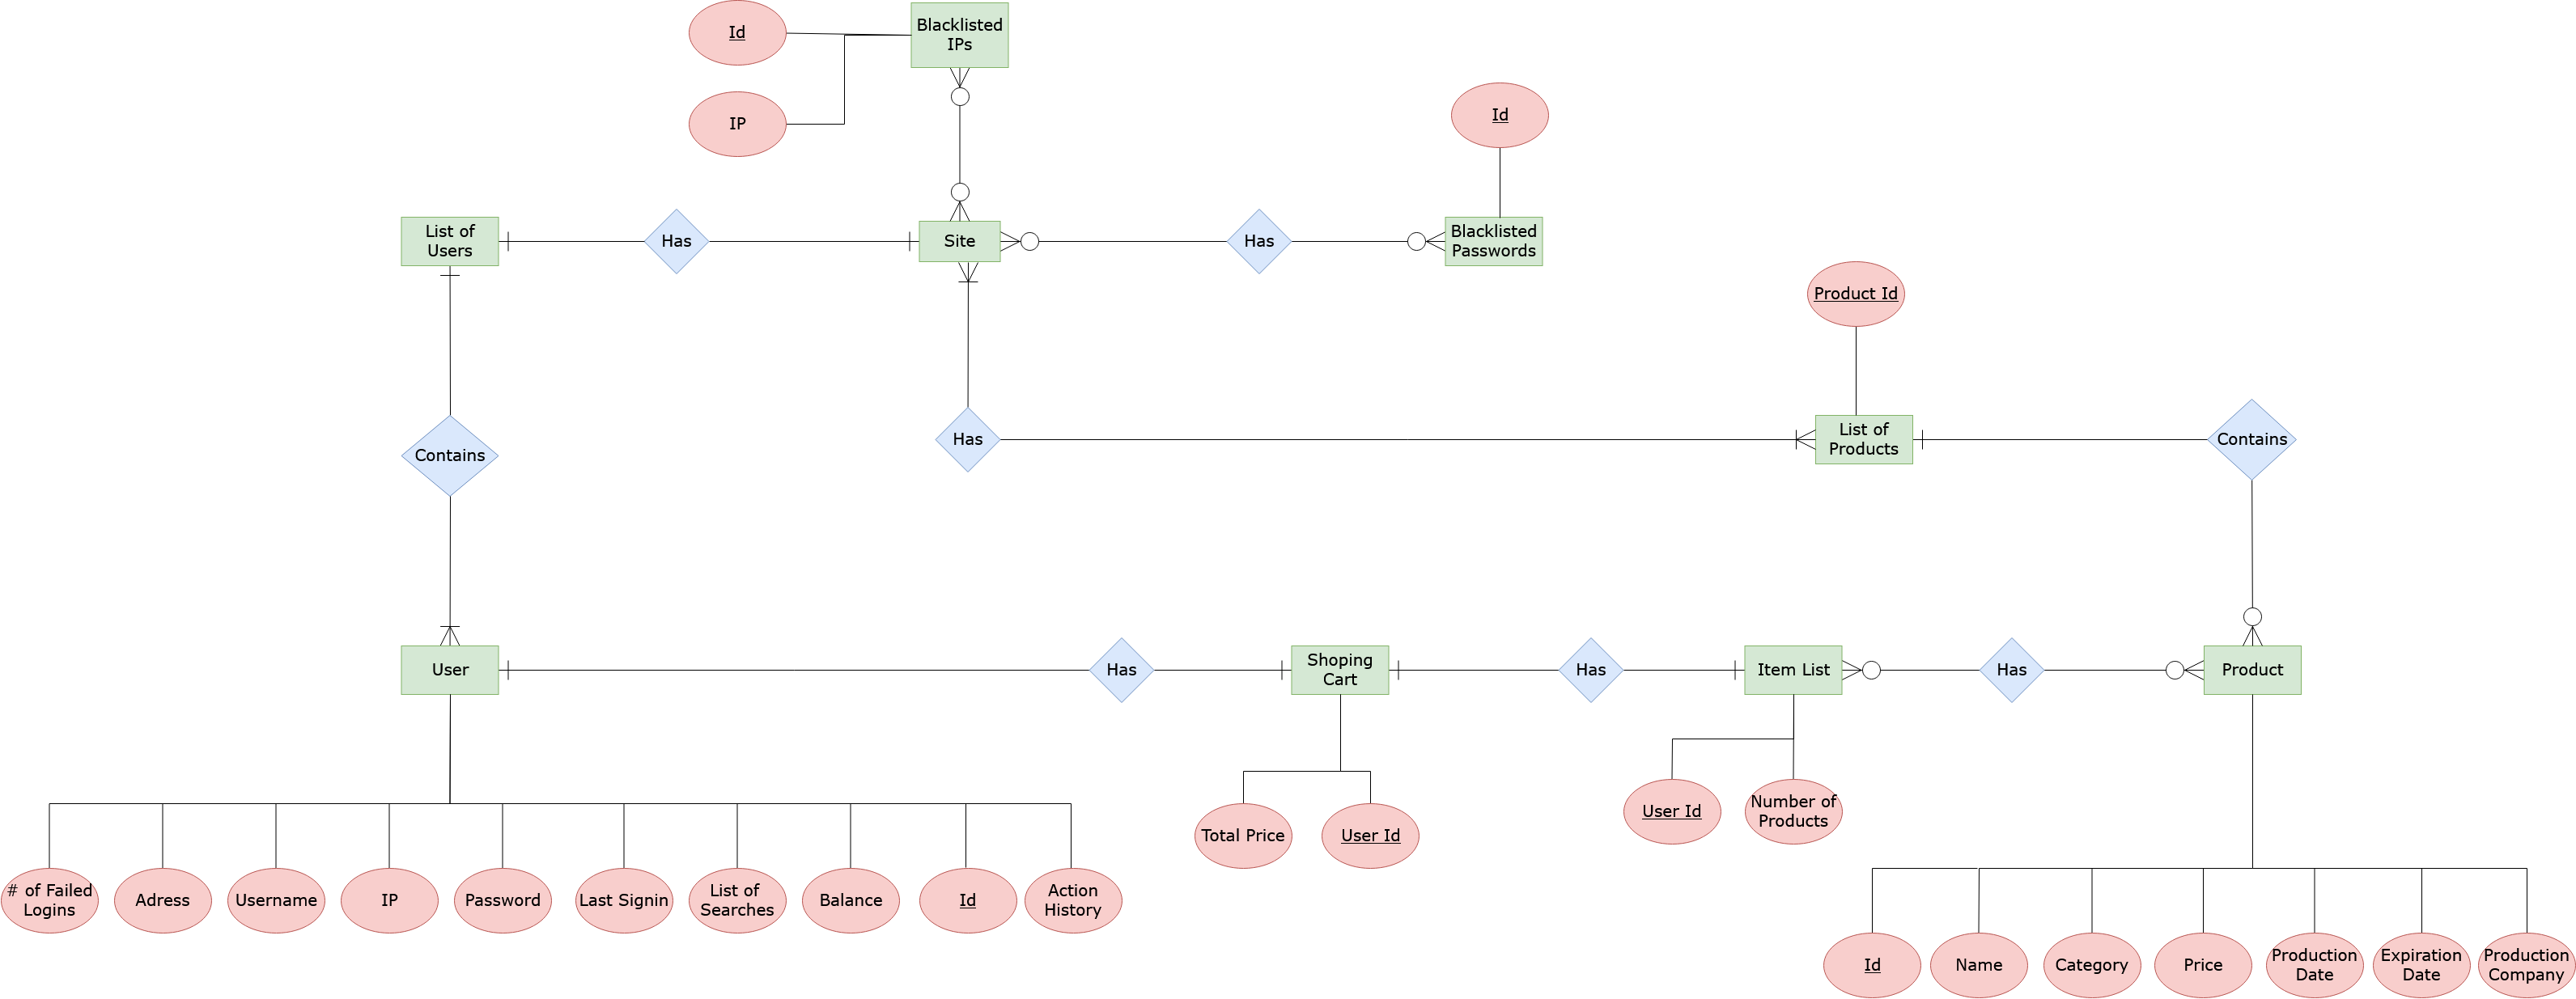 Id
Blacklisted
IPs
IP
Id
List of
Users
Has
Site
Has
Blacklisted
Passwords
Product Id
Contains
Has
List of
Products
Contains
User
Has
Shoping
Cart
Has
Item List
Has
Product
Total Price
User Id
User Id
Number of
Products
# of Failed
Logins
Adress
Username
IP
Password
Last Signin
List of
Searches
Balance
Id
Action
History
Id
Name
Category
Price
Production
Date
Expiration
Date
Production
Company